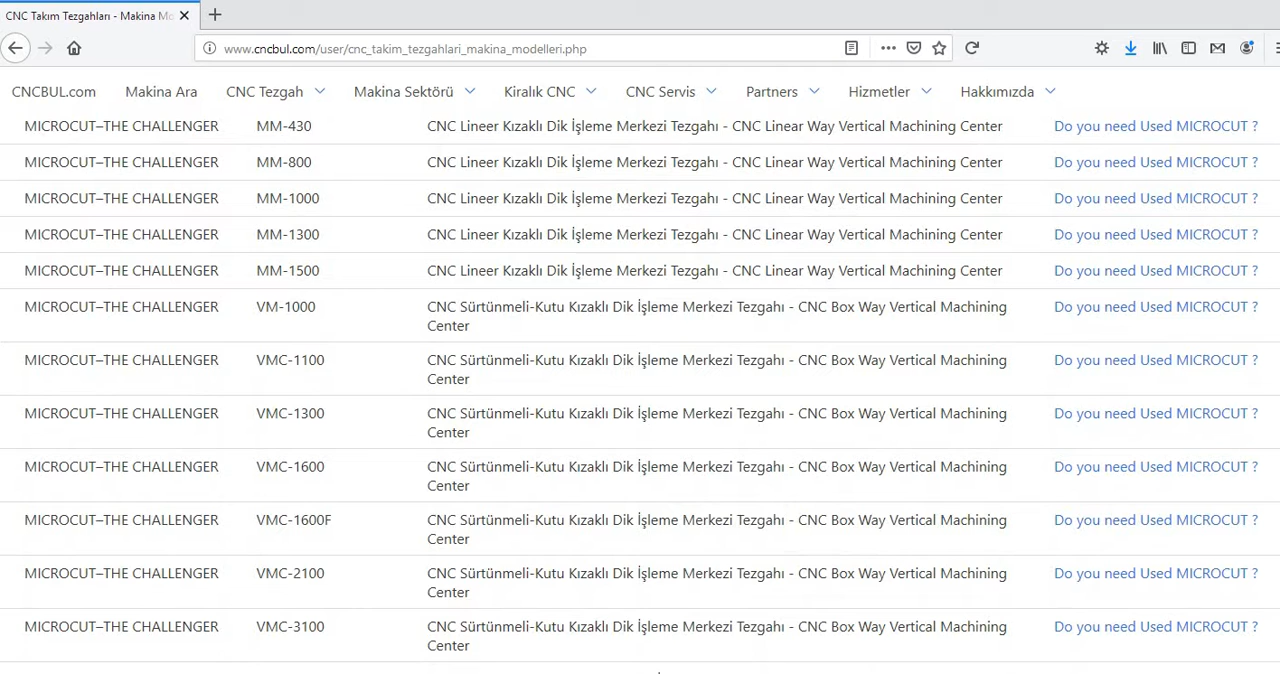 CNC Takım Tezgahları - Makina Mo
www.cncbul.com/user/cnc_takim_tezgahlari_makina_modelleri.php
CNCBUL.com Makina Ara CNC Tezgah Makina Sektörü Kiralık CNC CNC Servis Partners Hizmetler Hakkımızda
MICROCUT–THE CHALLENGER MM-430 CNC Lineer Kızaklı Dik İşleme Merkezi Tezgahı - CNC Linear Way Vertical Machining Center Do you need Used MICROCUT ?
MICROCUT–THE CHALLENGER MM-800 CNC Lineer Kızaklı Dik İşleme Merkezi Tezgahı - CNC Linear Way Vertical Machining Center Do you need Used MICROCUT ?
MICROCUT–THE CHALLENGER MM-1000 CNC Lineer Kızaklı Dik İşleme Merkezi Tezgahı - CNC Linear Way Vertical Machining Center Do you need Used MICROCUT ?
MICROCUT–THE CHALLENGER MM-1300 CNC Lineer Kızaklı Dik İşleme Merkezi Tezgahı - CNC Linear Way Vertical Machining Center Do you need Used MICROCUT ?
MICROCUT–THE CHALLENGER MM-1500 CNC Lineer Kızaklı Dik İşleme Merkezi Tezgahı - CNC Linear Way Vertical Machining Center Do you need Used MICROCUT ?
MICROCUT–THE CHALLENGER VM-1000 CNC Sürtünmeli-Kutu Kızaklı Dik İşleme Merkezi Tezgahı - CNC Box Way Vertical Machining Do you need Used MICROCUT ?
Center
MICROCUT–THE CHALLENGER VMC-1100 CNC Sürtünmeli-Kutu Kızaklı Dik İşleme Merkezi Tezgahı - CNC Box Way Vertical Machining Do you need Used MICROCUT ?
Center
MICROCUT–THE CHALLENGER VMC-1300 CNC Sürtünmeli-Kutu Kızaklı Dik İşleme Merkezi Tezgahı - CNC Box Way Vertical Machining Do you need Used MICROCUT ?
Center
MICROCUT–THE CHALLENGER VMC-1600 CNC Sürtünmeli-Kutu Kızaklı Dik İşleme Merkezi Tezgahı - CNC Box Way Vertical Machining Do you need Used MICROCUT ?
Center
MICROCUT–THE CHALLENGER VMC-1600F CNC Sürtünmeli-Kutu Kızaklı Dik İşleme Merkezi Tezgahı - CNC Box Way Vertical Machining Do you need Used MICROCUT ?
Center
MICROCUT–THE CHALLENGER VMC-2100 CNC Sürtünmeli-Kutu Kızaklı Dik İşleme Merkezi Tezgahı - CNC Box Way Vertical Machining Do you need Used MICROCUT ?
Center
MICROCUT–THE CHALLENGER VMC-3100 CNC Sürtünmeli-Kutu Kızaklı Dik İşleme Merkezi Tezgahı - CNC Box Way Vertical Machining Do you need Used MICROCUT ?
Center